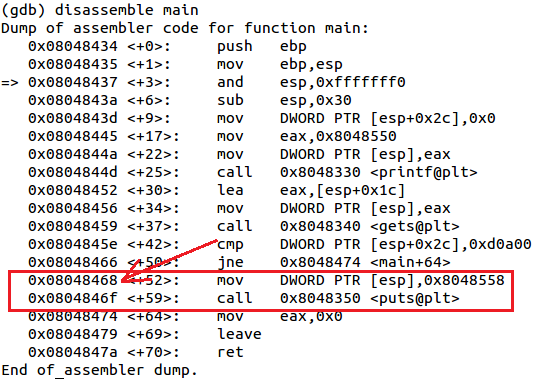 (gdb) disassemble main
Dump of assembler code for function main:
0x08048434 <+0>: push ebp
0x08048435 <+1>: mov ebp,esp
=> 0x08048437 <+3>: and esp,0xfffffff0
0x0804843a <+6>: sub esp,0x30
0x0804843d <+9>: mov DWORD PTR [esp+0x2c],0x0
0x08048445 <+17>: mov eax,0x8048550
0x0804844a <+22>: mov DWORD PTR [esp],eax
0x0804844d <+25>: call 0x8048330 <printf@plt>
0x08048452 <+30>: lea eax,[esp+0x1c]
0x08048456 <+34>: mov DWORD PTR [esp],eax
0x08048459 <+37>: call 0x8048340 <gets@plt>
0x0804845e <+42>: cmp DWORD PTR [esp+0x2c],0xd0a00
0x08048466 <+50>: jne 0x8048474 <main+64>
0x08048468 <+52>: mov DWORD PTR [esp],0x8048558
0x0804846f <+59>: call 0x8048350 <puts@plt>
0x08048474 <+64>: mov eax,0x0
0x08048479 <+69>: leave
0x0804847a <+70>: ret
End of assembler dump.